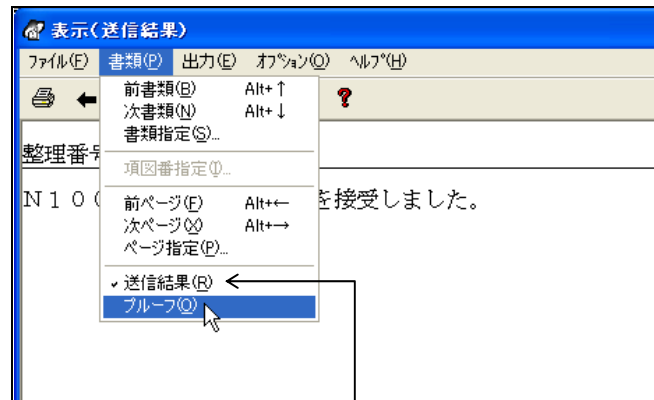 表示(送信結果)
ファイル(F) 書類(P) 出力(E) オプション(O) ヘルプ(H)
前書類(B) Alt+↑
次書類(N) Alt+↓
書類指定(S)...
整理番号
項図番指定(I)...
N10 を接受しました。
前ページ(F) Alt+←
次ページ(X) Alt+→
ページ指定(P)...
✓送信結果(R)
プルーフ(O)